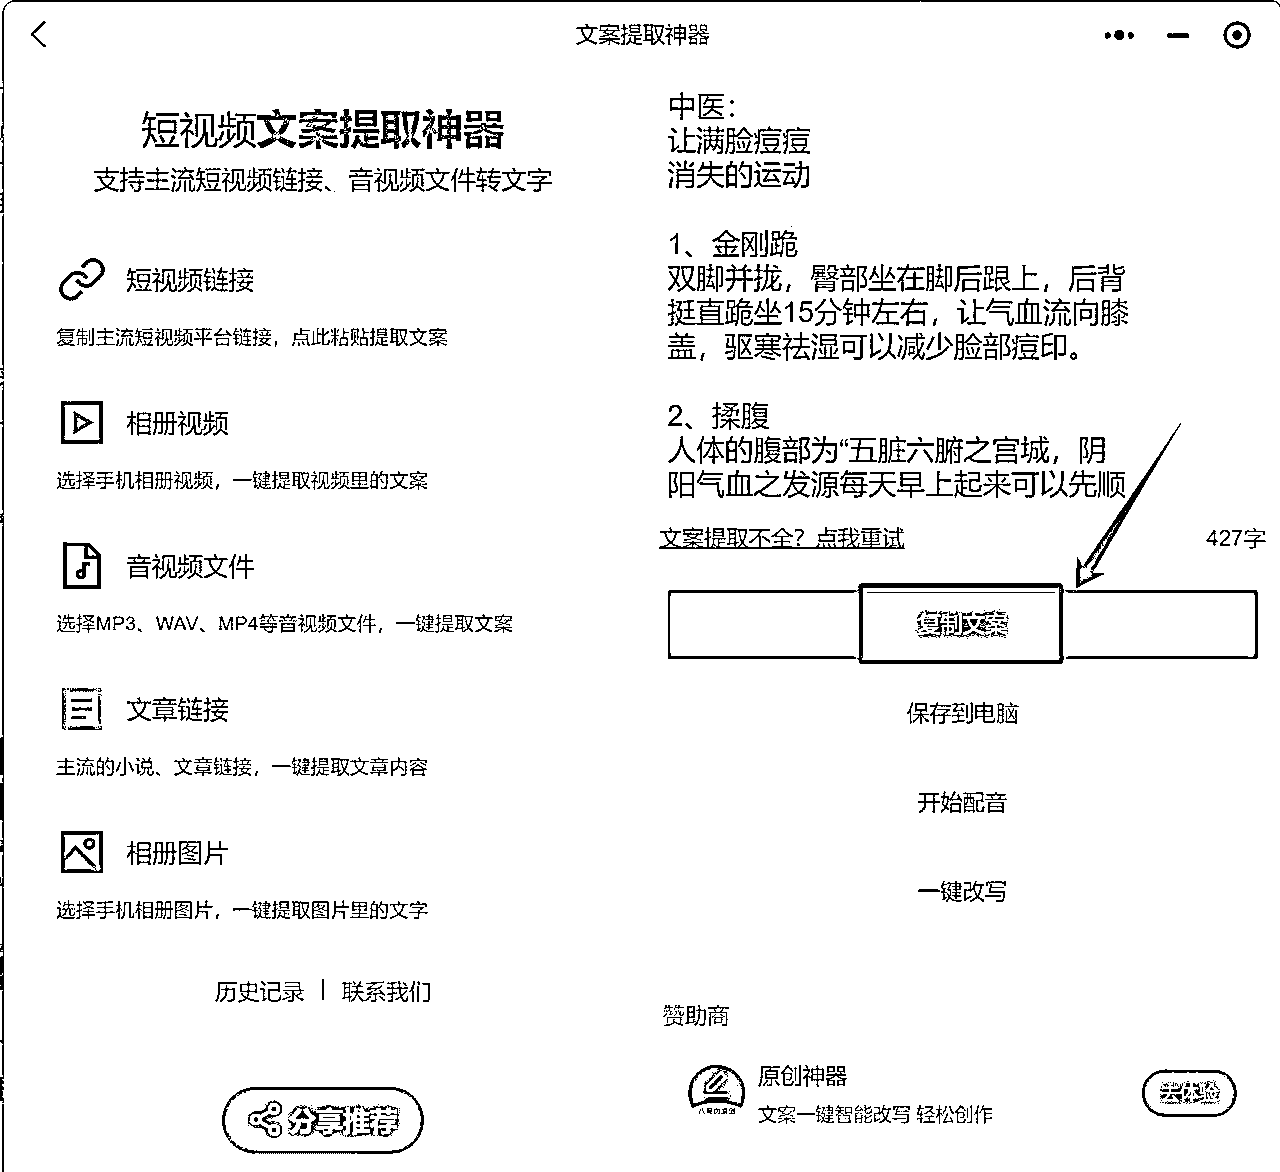 文案提取神器
短视频文案提取神器
支持主流短视频链接、音视频文件转文字
短视频链接
复制主流短视频平台链接，点此粘贴提取文案
相册视频
选择手机相册视频，一键提取视频里的文案
音视频文件
选择MP3、WAV、MP4等音视频文件，一键提取文案
文章链接
主流的小说、文章链接，一键提取文章内容
相册图片
选择手机相册图片，一键提取图片里的文字
历史记录 | 联系我们
分享推荐
中医：
让满脸痘痘
消失的运动
1、金刚跪
双脚并拢，臀部坐在脚后跟上，后背
挺直跪坐15分钟左右，让气血流向膝
盖，驱寒祛湿可以减少脸部痘印。
2、揉腹
人体的腹部为“五脏六腑之宫城，阴
阳气血之发源每天早上起来可以先顺
文案提取不全？点我重试
427字
复制文案
保存到电脑
开始配音
一键改写
赞助商
原创神器
文案一键智能改写 轻松创作
去体验